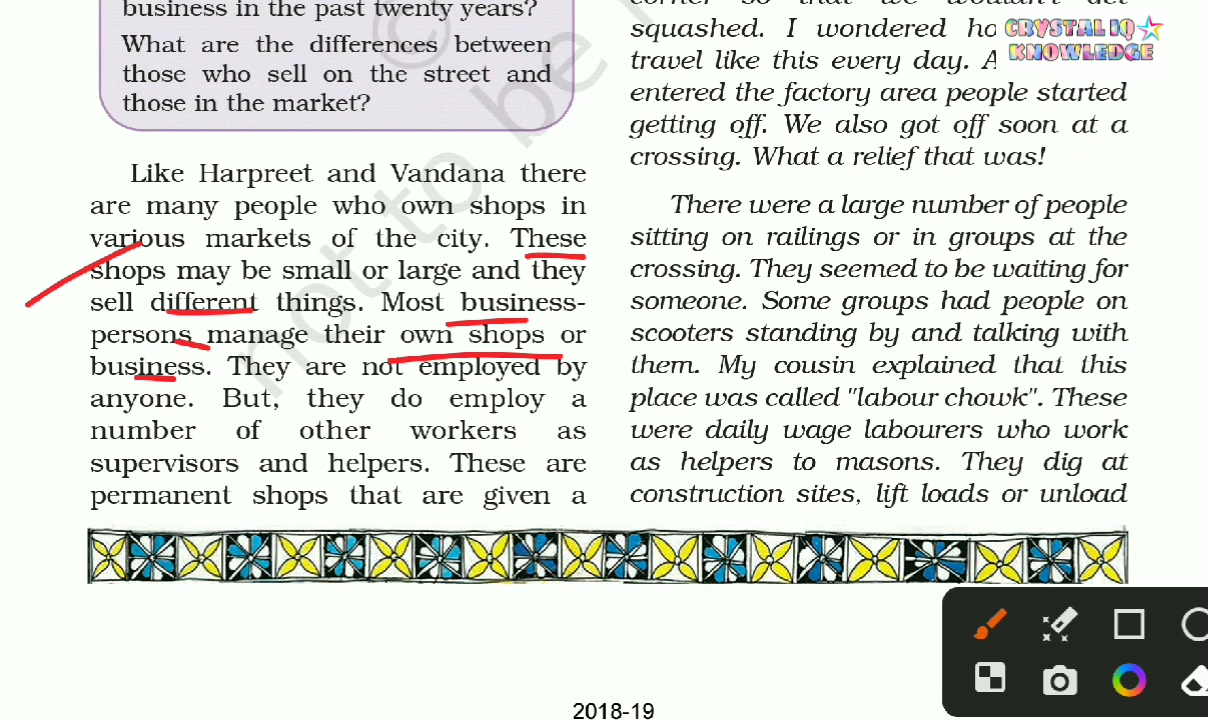 business in the past twenty years?
What are the differences between
those who sell on the street and
those in the market?
Like Harpreet and Vandana there
are many people who own shops in
various markets of the city. These
shops may be small or large and they
sell different things. Most business-
persons manage their own shops or
business. They are not employed by
anyone. But, they do employ a
number of other workers as
supervisors and helpers. These are
permanent shops that are given a
squashed. I wondered
travel like this every day.
entered the factory area people started
getting off. We also got off soon at a
crossing. What a relief that was!
There were a large number of people
sitting on railings or in groups at the
crossing. They seemed to be waiting for
someone. Some groups had people on
scooters standing by and talking with
them. My cousin explained that this
place was called "labour chowk". These
were daily wage labourers who work
as helpers to masons. They dig at
construction sites, lift loads or unload
CRYSTAL IQ
KNOWLEDGE
not to be
©
2018-19